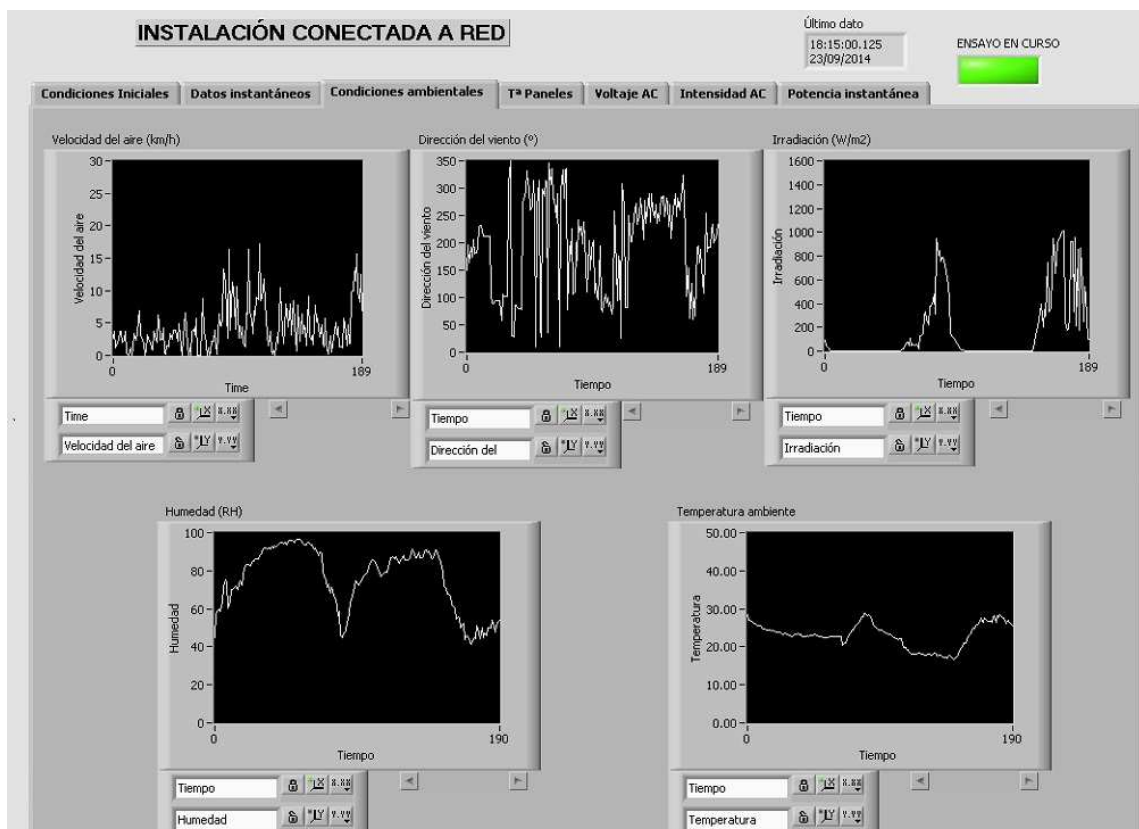 INSTALACIÓN CONECTADA A RED
Último dato
18:15:00.125
23/09/2014
ENSAYO EN CURSO
Condiciones Iniciales
Datos instantáneos
Condiciones ambientales
Tª Paneles
Voltaje AC
Intensidad AC
Potencia instantánea
Velocidad del aire (km/h)
30
25
20
15
10
5
0
Velocidad del aire
0
189
Time
Time
Velocidad del aire
Dirección del viento (º)
350
300
250
200
150
100
50
0
Dirección del viento
0
189
Tiempo
Tiempo
Dirección del
Irradiación (W/m2)
1600
1400
1200
1000
800
600
400
200
0
Irradiación
0
189
Tiempo
Tiempo
Irradiación
Humedad (RH)
100
80
60
40
20
0
Humedad
0
190
Tiempo
Tiempo
Humedad
Temperatura ambiente
50.00
40.00
30.00
20.00
10.00
0.00
Temperatura
0
190
Tiempo
Tiempo
Temperatura